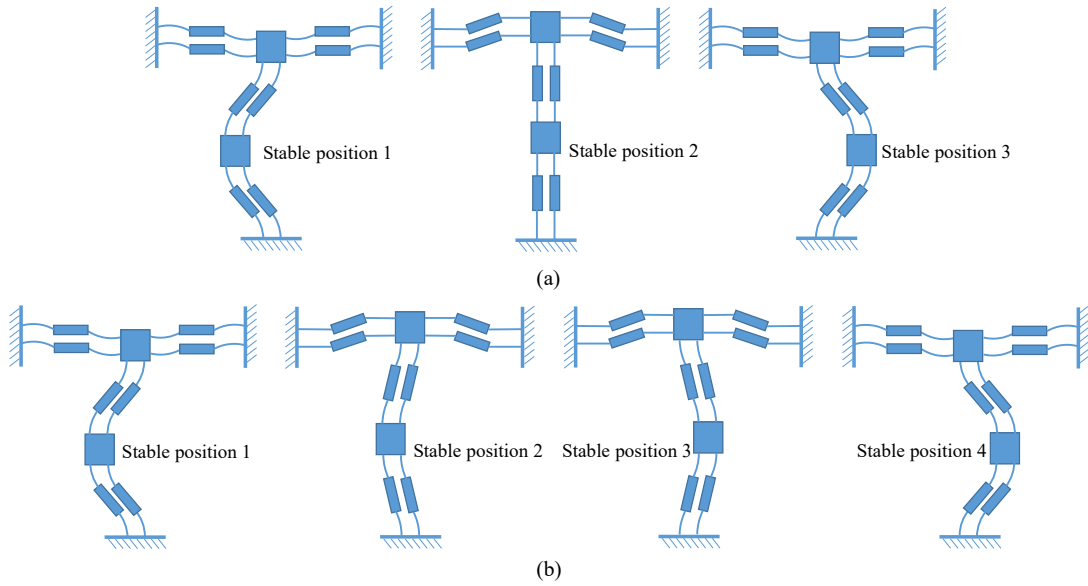 Stable position 1
Stable position 2
Stable position 3
(a)
Stable position 1
Stable position 2
Stable position 3
Stable position 4
(b)